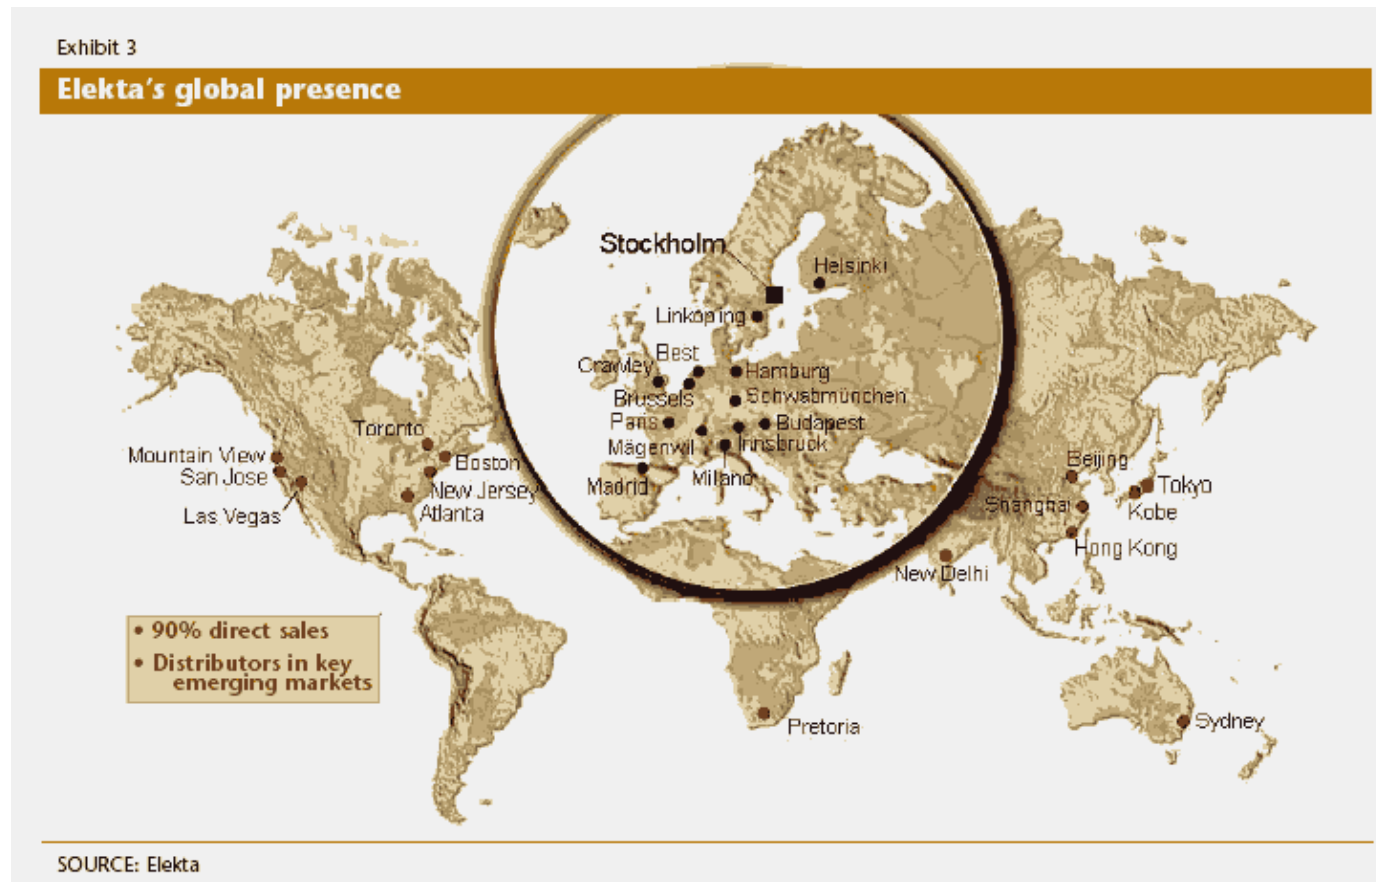 Exhibit 3
Elekta's global presence
Stockholm
Helsinki
Linköping
Best
Crawley
Hamburg
Brussels
Schwabmünchen
Paris
Budapest
Mägenwil
Innsbruck
Milano
Madrid
Toronto
Mountain View
Boston
San Jose
New Jersey
Las Vegas
Atlanta
Beijing
Tokyo
Shanghai
Kobe
Hong Kong
New Delhi
• 90% direct sales
• Distributors in key
emerging markets
Pretoria
Sydney
SOURCE: Elekta